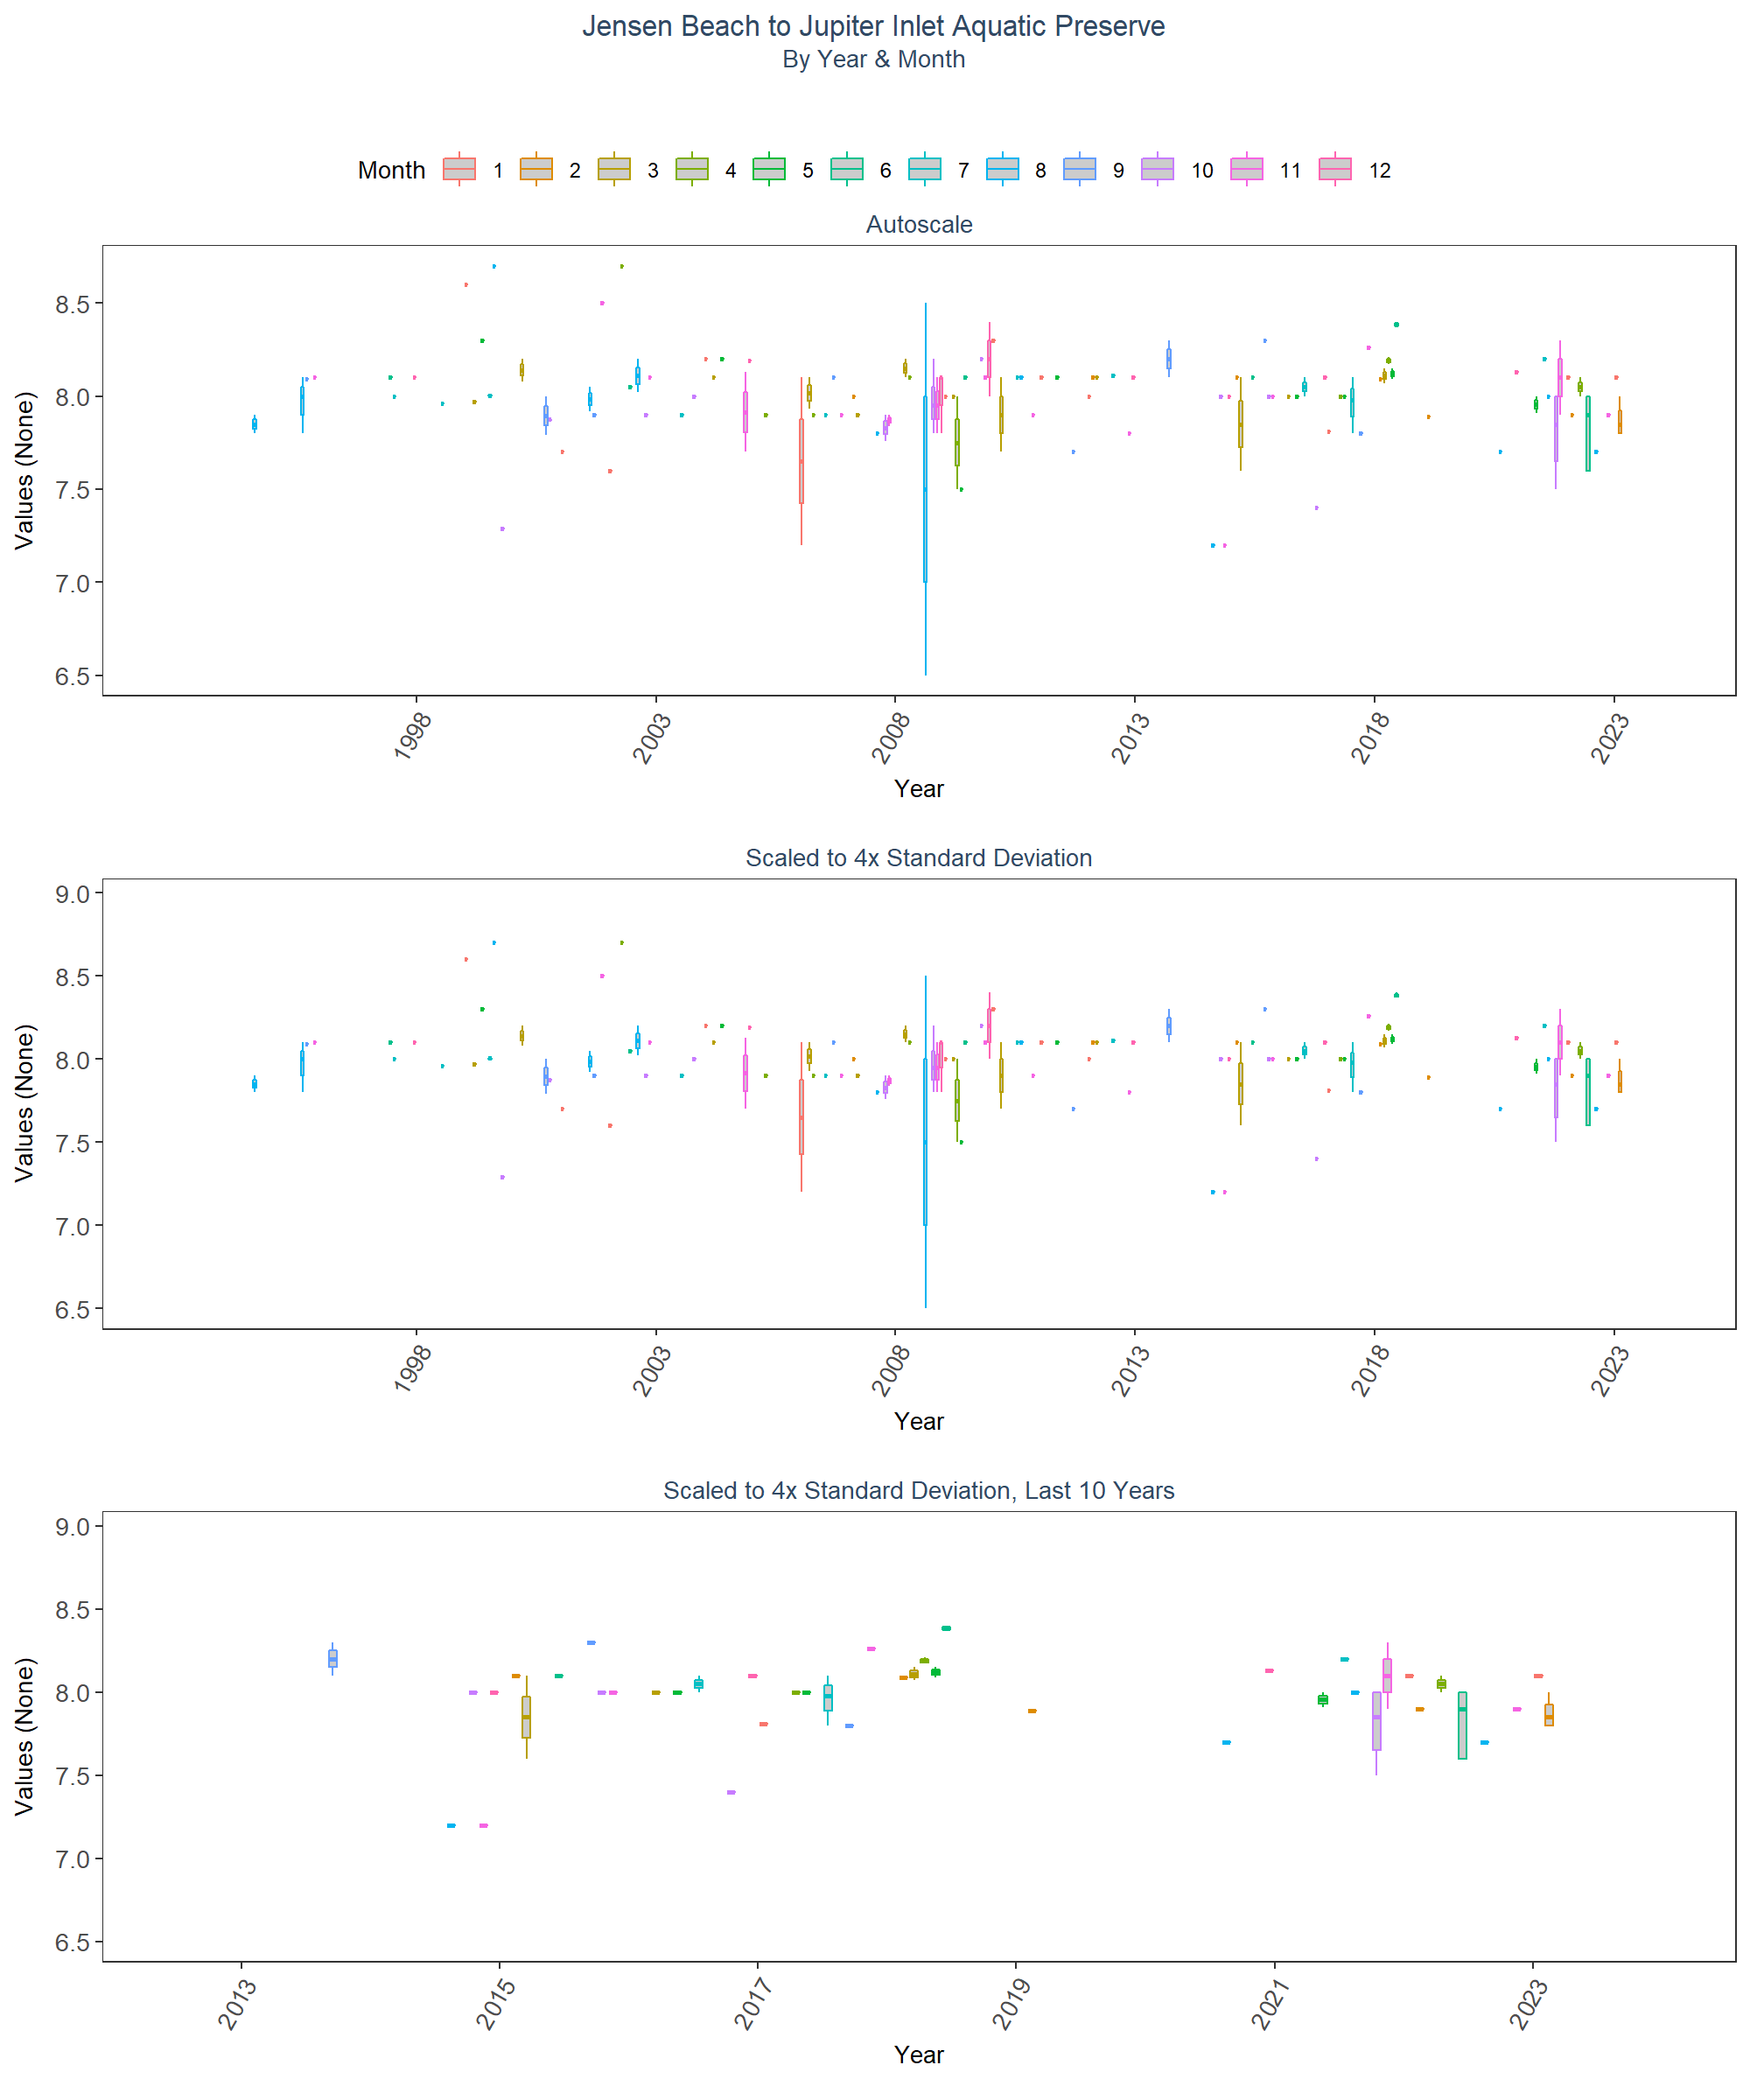 Jensen Beach to Jupiter Inlet Aquatic Preserve
By Year & Month
Month 1 2 3 4 5 6 7 8 9 10 11 12
Autoscale
Values (None)
8.5
8.0
7.5
7.0
6.5
1998 2003 2008 2013 2018 2023
Year
Scaled to 4x Standard Deviation
Values (None)
9.0
8.5
8.0
7.5
7.0
6.5
1998 2003 2008 2013 2018 2023
Year
Scaled to 4x Standard Deviation, Last 10 Years
Values (None)
9.0
8.5
8.0
7.5
7.0
6.5
2013 2015 2017 2019 2021 2023
Year